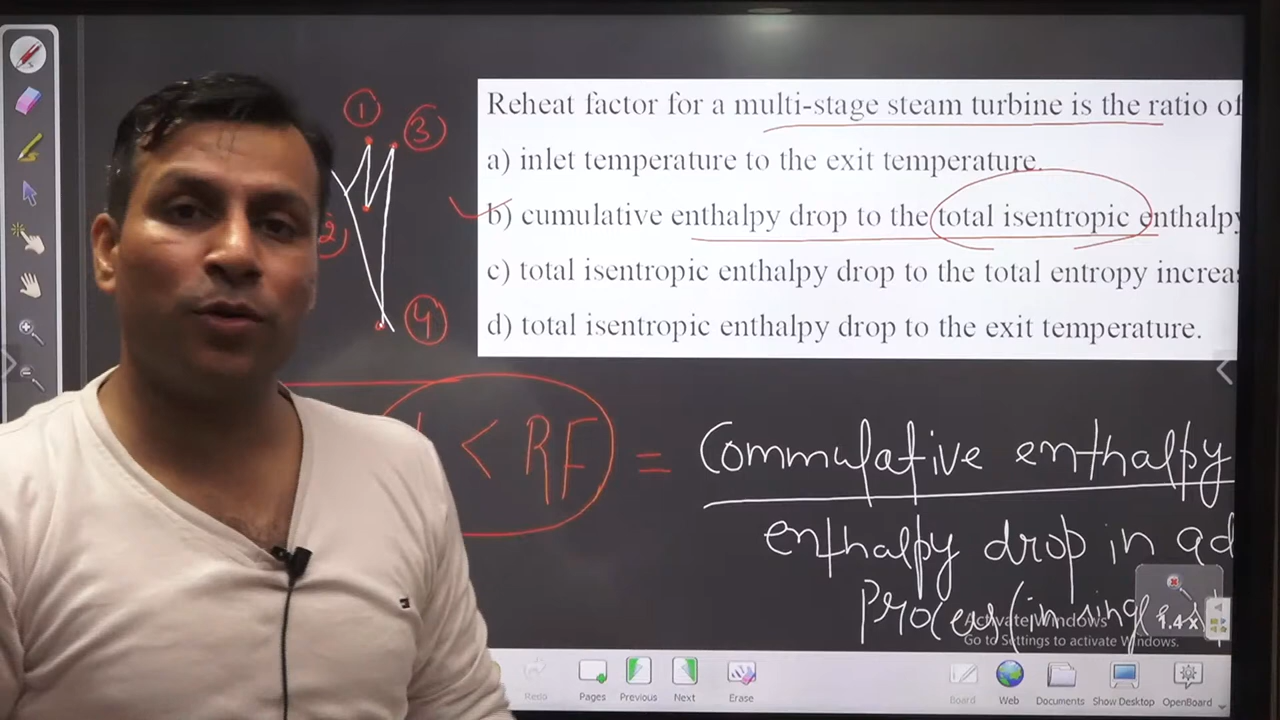 Reheat factor for a multi-stage steam turbine is the ratio of
a) inlet temperature to the exit temperature.
b) cumulative enthalpy drop to the total isentropic enthalpy
c) total isentropic enthalpy drop to the total entropy
d) total isentropic enthalpy drop to the exit temperature.
1
3
2
4
< RF = Commulative enthalpy
enthalpy drop in
Process (in single
1.4x
Activate Windows
Go to Settings to activate Windows.
Redo Pages Previous Next Erase Board Web Documents Show Desktop OpenBoard